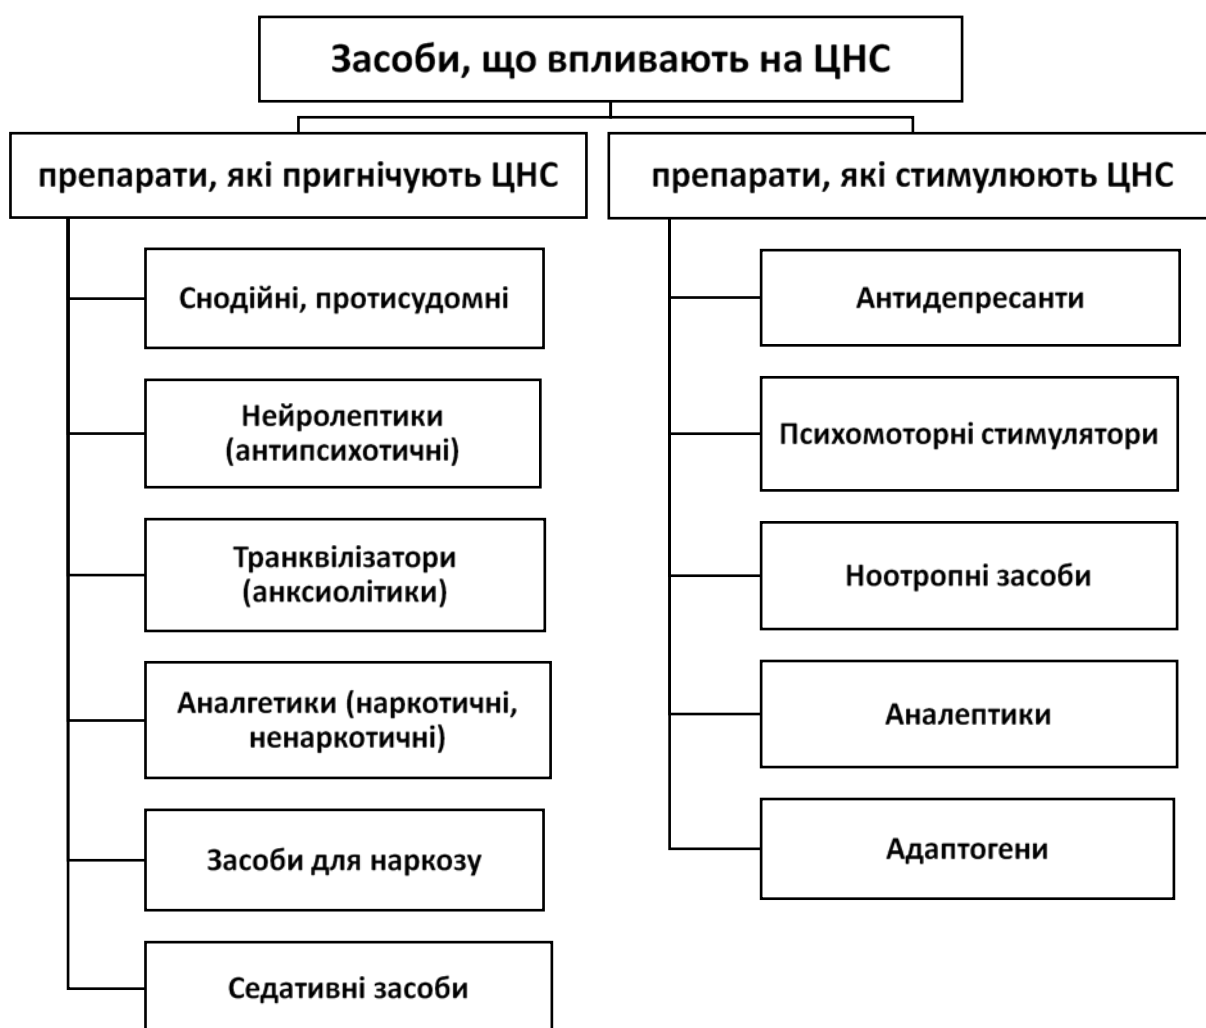 Засоби, що впливають на ЦНС
препарати, які пригнічують ЦНС
Снодійні, протисудомні
Нейролептики
(антипсихотичні)
Транквілізатори
(анксиолітики)
Аналгетики (наркотичні,
ненаркотичні)
Засоби для наркозу
Седативні засоби
препарати, які стимулюють ЦНС
Антидепресанти
Психомоторні стимулятори
Ноотропні засоби
Аналептики
Адаптогени